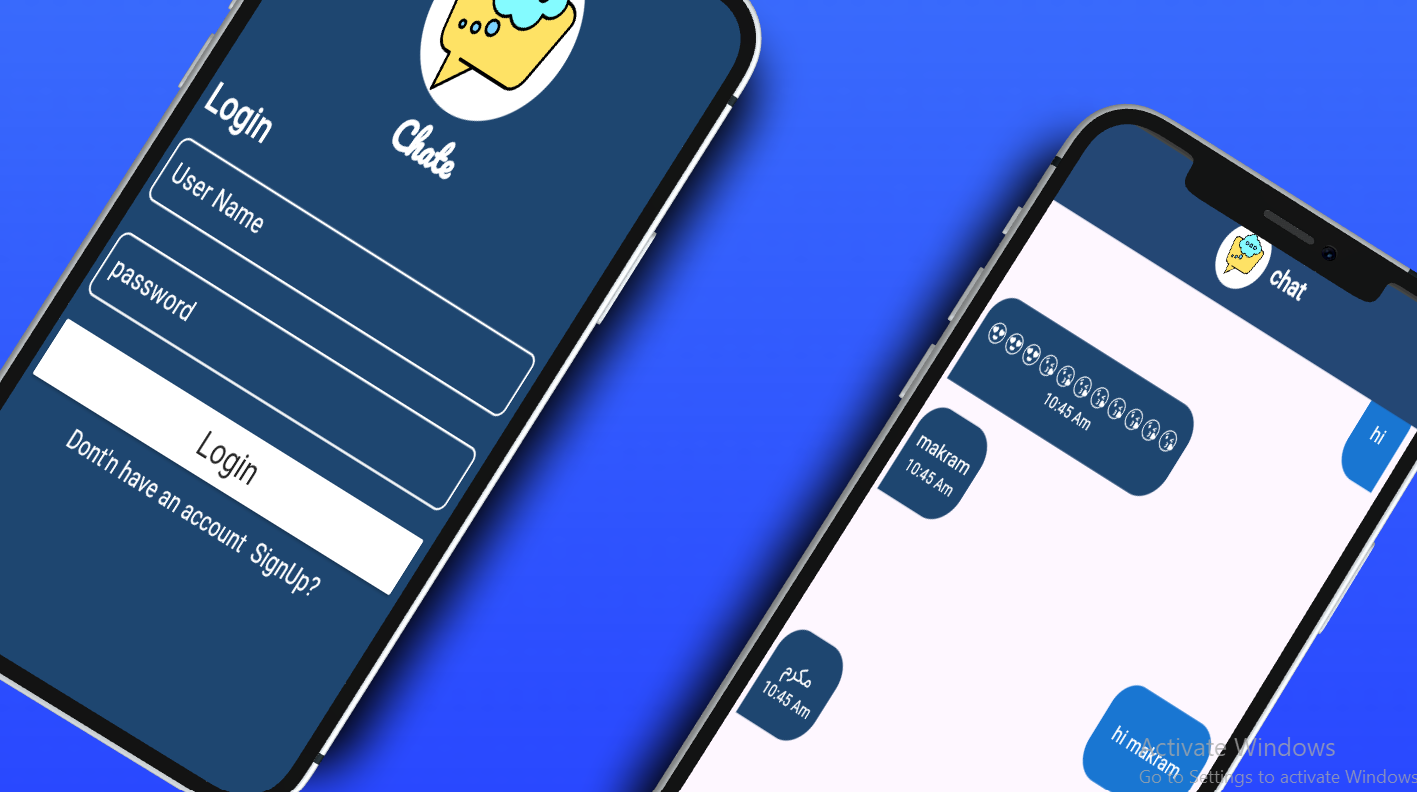 Chate
Login
User Name
password
Login
Dont'n have an account SignUp?
chat
hi
😍😍😍😘😘😘😘😘😘😘😘
10:45 Am
makram
10:45 Am
مكرم
10:45 Am
hi makram
Activate Windows
Go to Settings to activate Windows